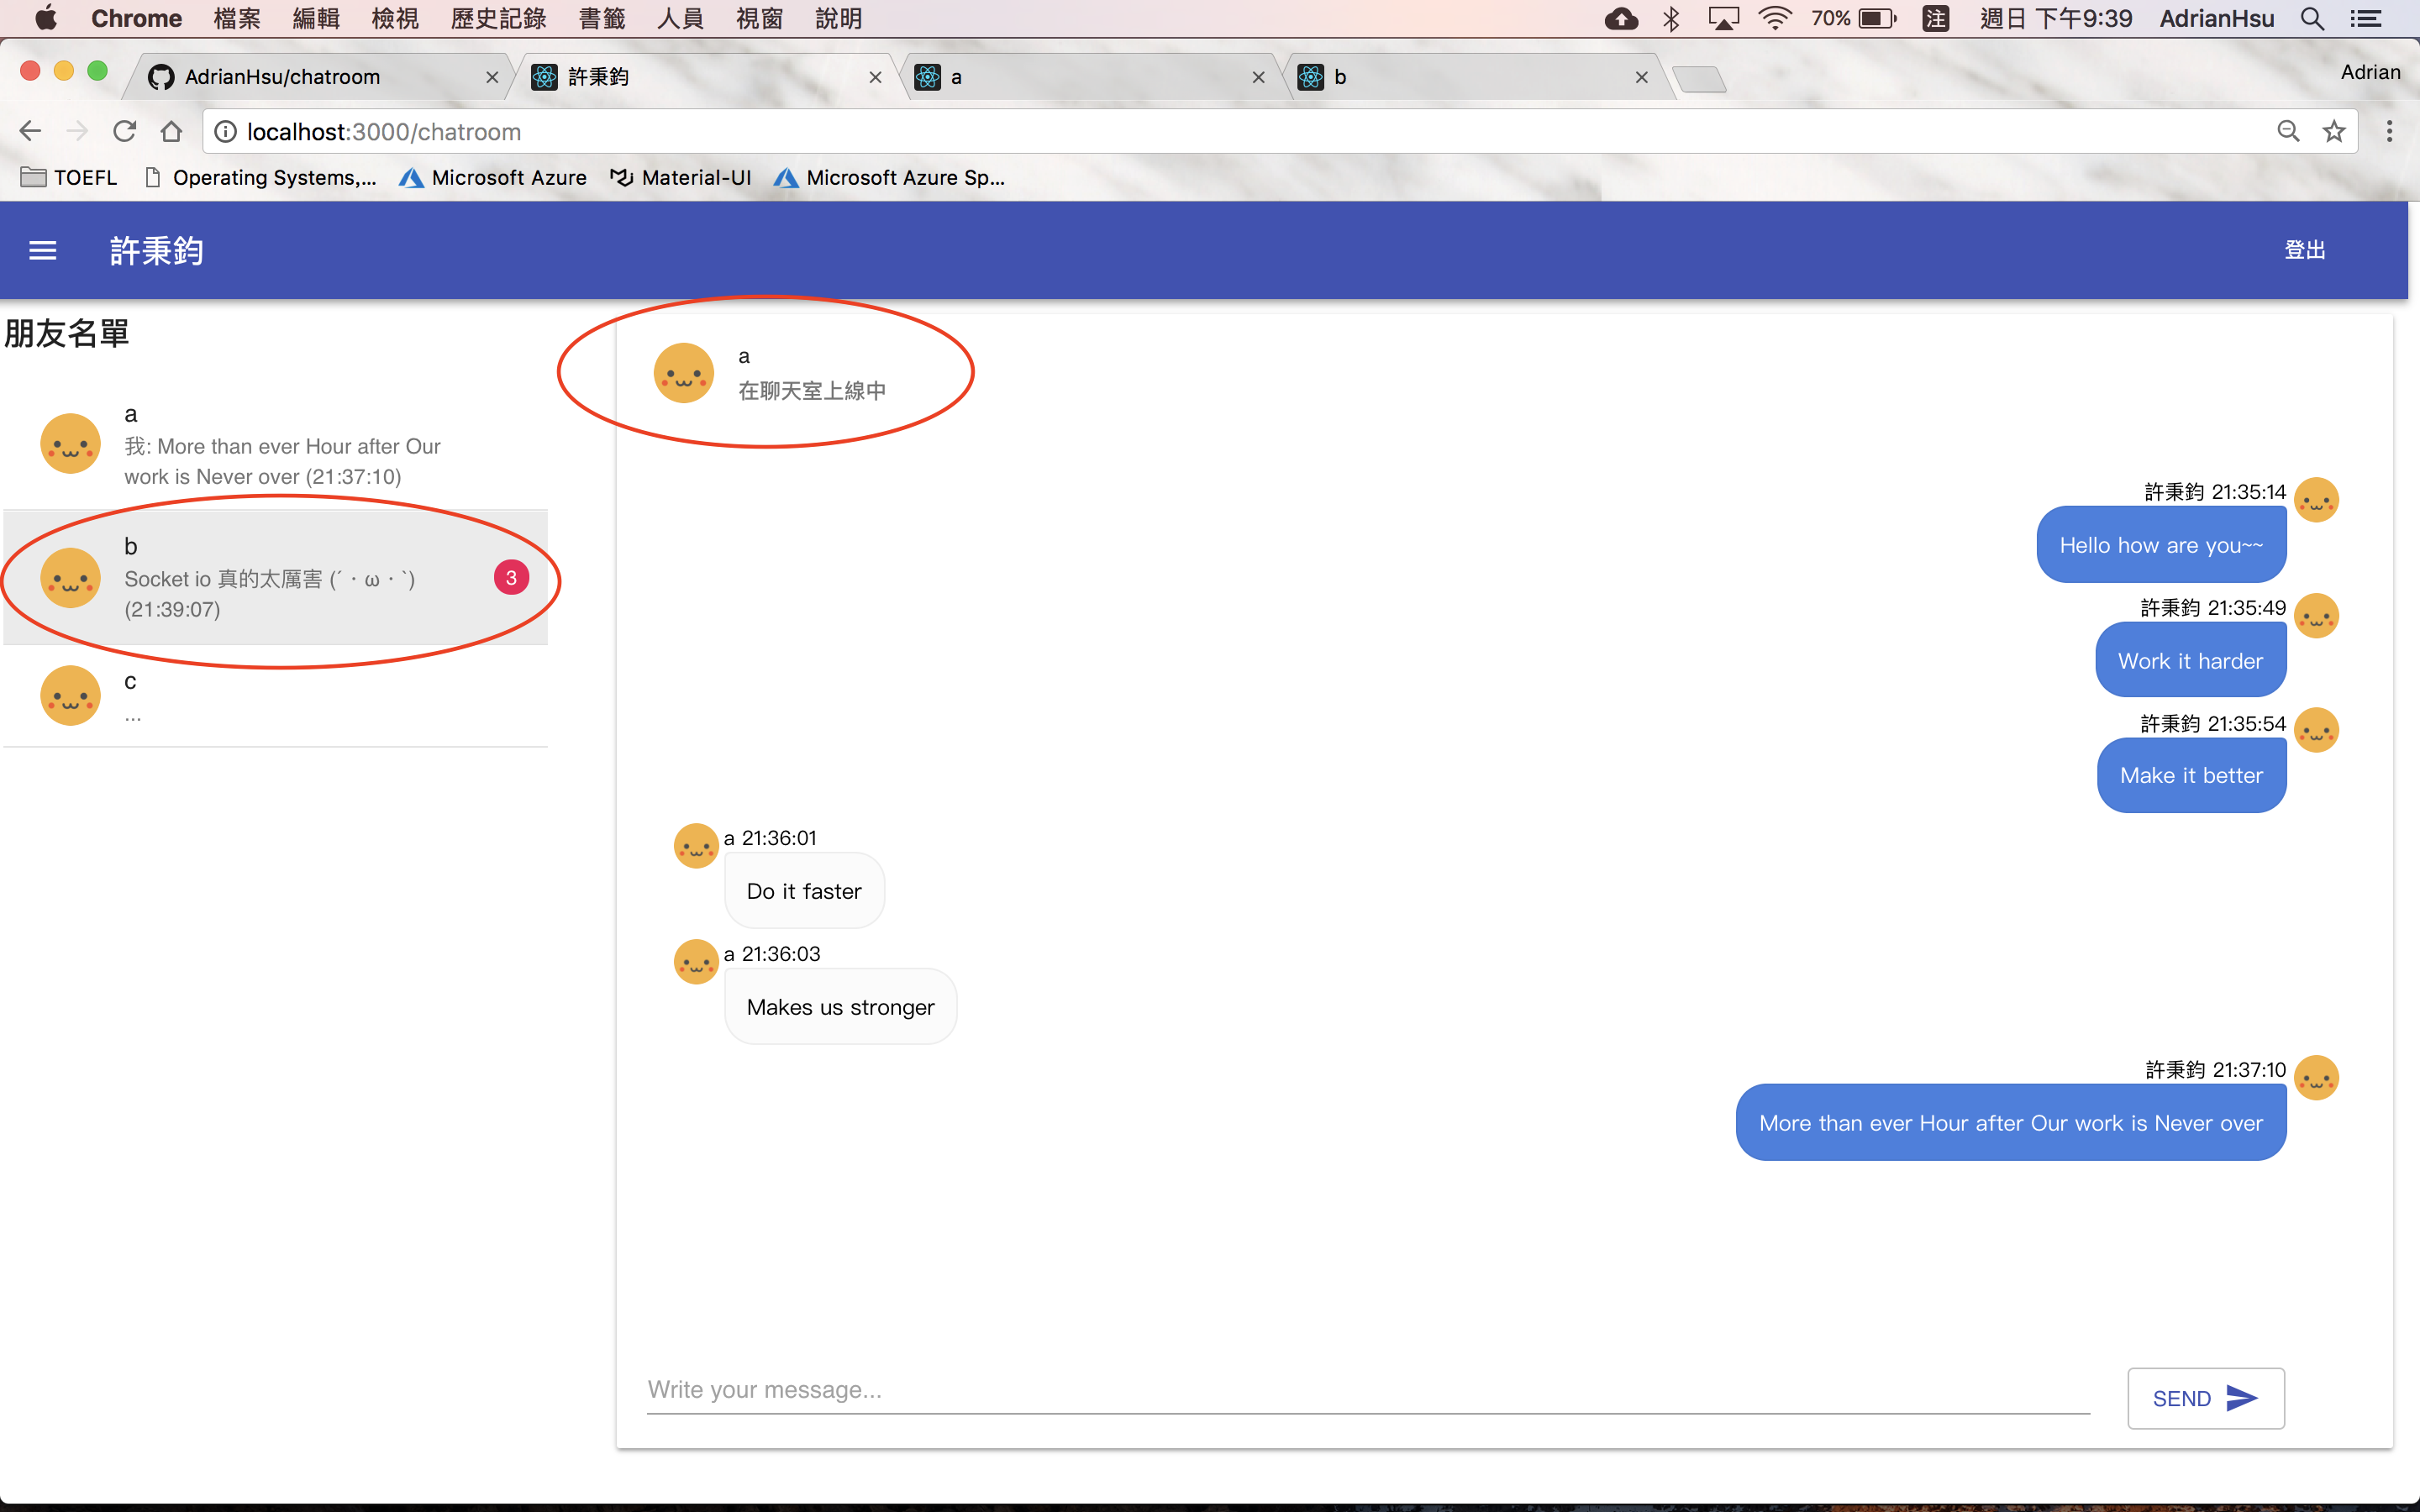 Chrome 檔案 編輯 檢視 歷史記錄 書籤 人員 視窗 說明 70% 注 週日 下午9:39 AdrianHsu
AdrianHsu/chatroom 許秉鈞 a b Adrian
localhost:3000/chatroom
TOEFL Operating Systems,... Microsoft Azure Material-UI Microsoft Azure Sp...
許秉鈞 登出
朋友名單
a
我: More than ever Hour after Our
work is Never over (21:37:10)
b
Socket io 真的太厲害 (´・ω・`)
(21:39:07)
3
c
...
a
在聊天室上線中
許秉鈞 21:35:14
Hello how are you~~
許秉鈞 21:35:49
Work it harder
許秉鈞 21:35:54
Make it better
a 21:36:01
Do it faster
a 21:36:03
Makes us stronger
許秉鈞 21:37:10
More than ever Hour after Our work is Never over
Write your message...
SEND